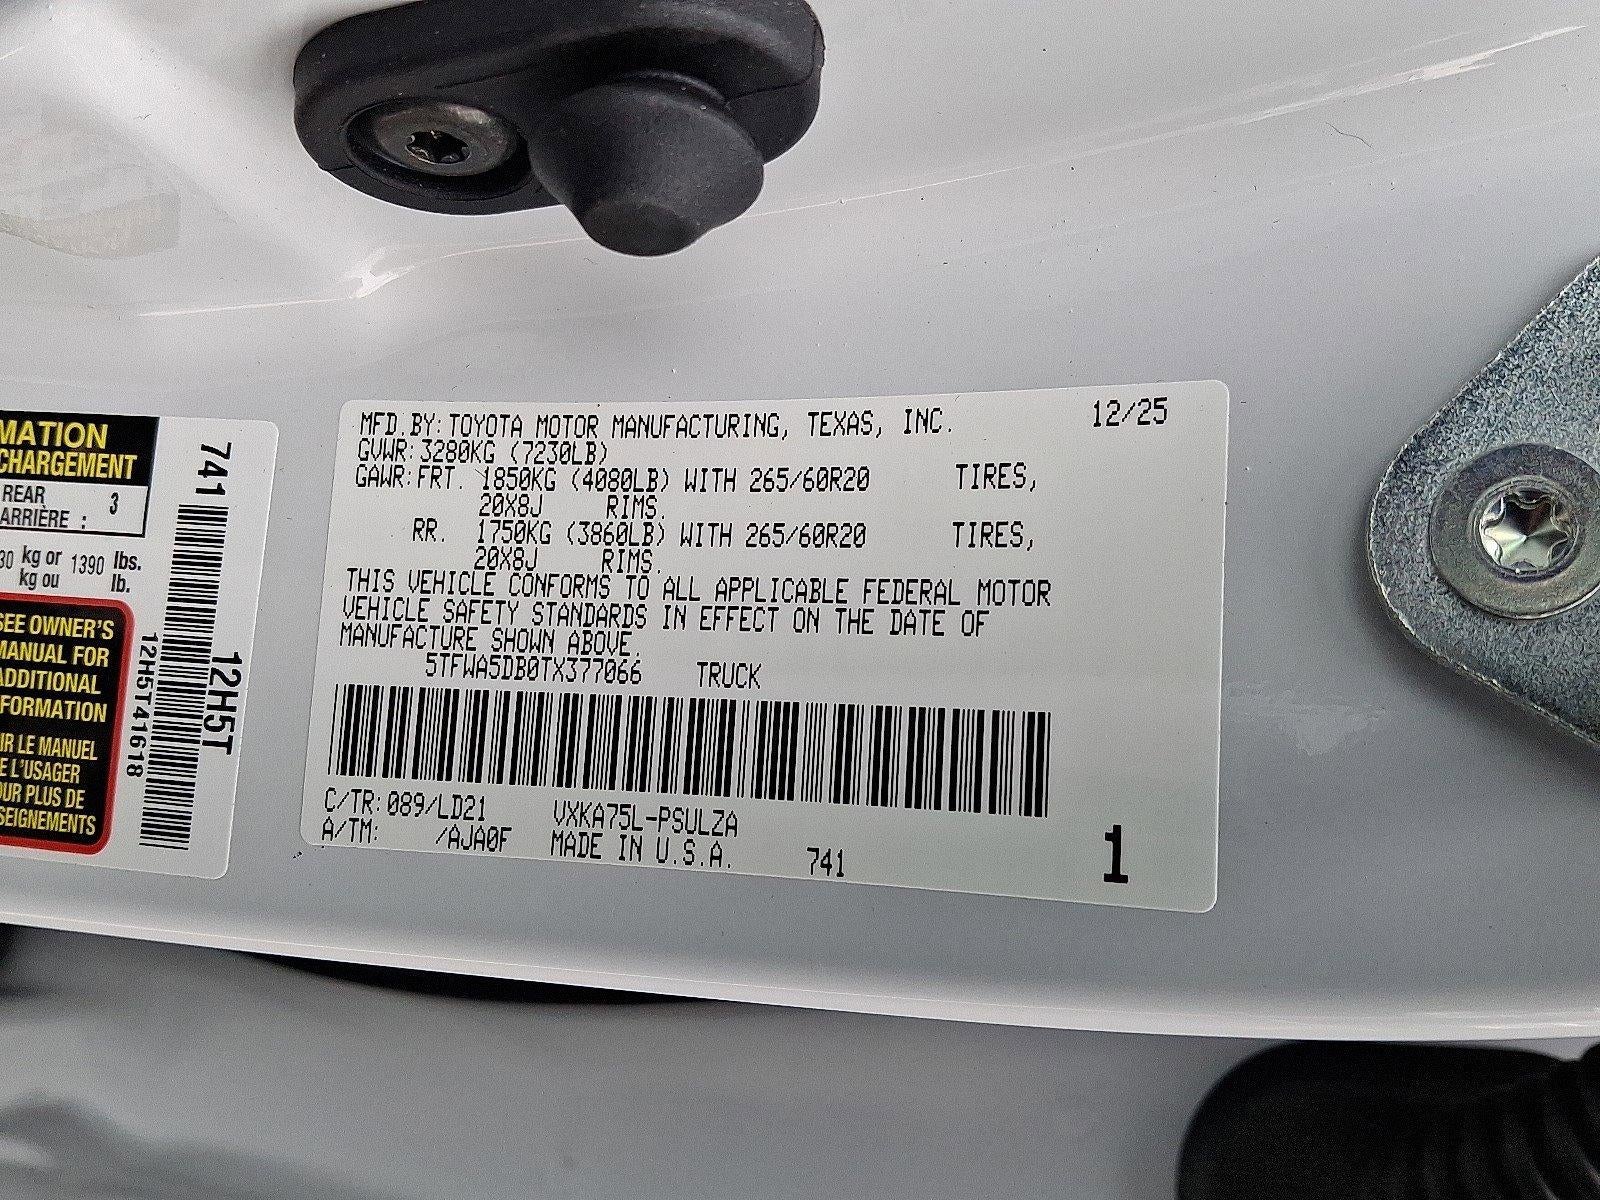 MATION
CHARGEMENT
REAR 3
ARRIÈRE :
30 kg or 1390 lbs.
kg ou lb.
SEE OWNER'S
MANUAL FOR
ADDITIONAL
FORMATION
IR LE MANUEL
E L'USAGER
OUR PLUS DE
SEIGNEMENTS
741
12H5T
12H5T41618
MFD.BY:TOYOTA MOTOR MANUFACTURING, TEXAS, INC. 12/25
GVWR:3280KG (7230LB)
GAWR:FRT. 1850KG (4080LB) WITH 265/60R20 TIRES,
20X8J RIMS.
RR. 1750KG (3860LB) WITH 265/60R20 TIRES,
20X8J RIMS.
THIS VEHICLE CONFORMS TO ALL APPLICABLE FEDERAL MOTOR
VEHICLE SAFETY STANDARDS IN EFFECT ON THE DATE OF
MANUFACTURE SHOWN ABOVE.
5TFWA5DB0TX377066 TRUCK
C/TR:089/LD21 VXKA75L-PSULZA
A/TM: /AJA0F MADE IN U.S.A. 741
1